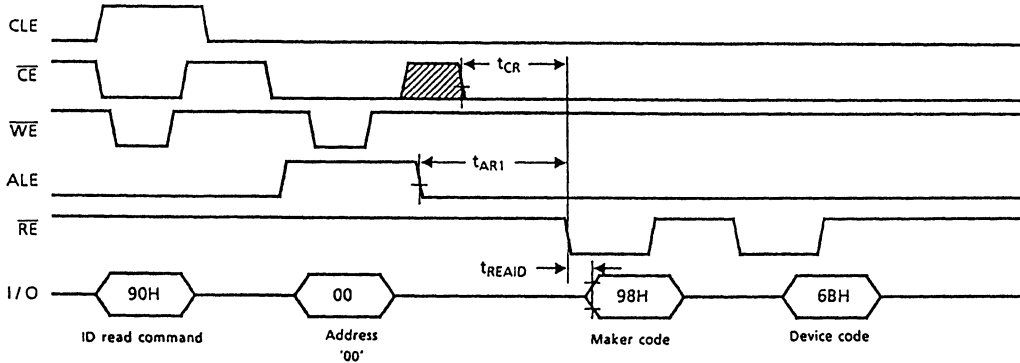 CLE
CE
tCR
WE
ALE
tAR1
RE
tREAID
I/O
90H
00
98H
6BH
ID read command
Address
'00'
Maker code
Device code